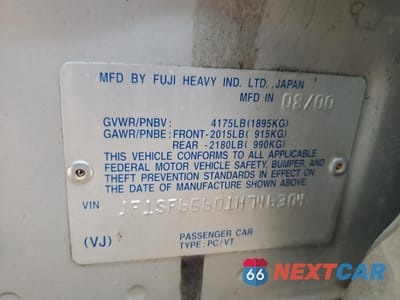 MFD BY FUJI HEAVY IND. LTD. ,JAPAN
MFD IN 03/00
GVWR/PNBV : 4175LB(1895KG)
GAWR/PNBE : FRONT-2015LB( 915KG)
REAR -2180LB( 990KG)
THIS VEHICLE CONFORMS TO ALL APPLICABLE
FEDERAL MOTOR VEHICLE SAFETY, BUMPER, AND
THEFT PREVENTION STANDARDS IN EFFECT ON
THE DATE OF MANUFACTURE SHOWN ABOVE.
VIN JF1SF65601H746304
(VJ) PASSENGER CAR
TYPE : PC/VT
66 NEXTCAR